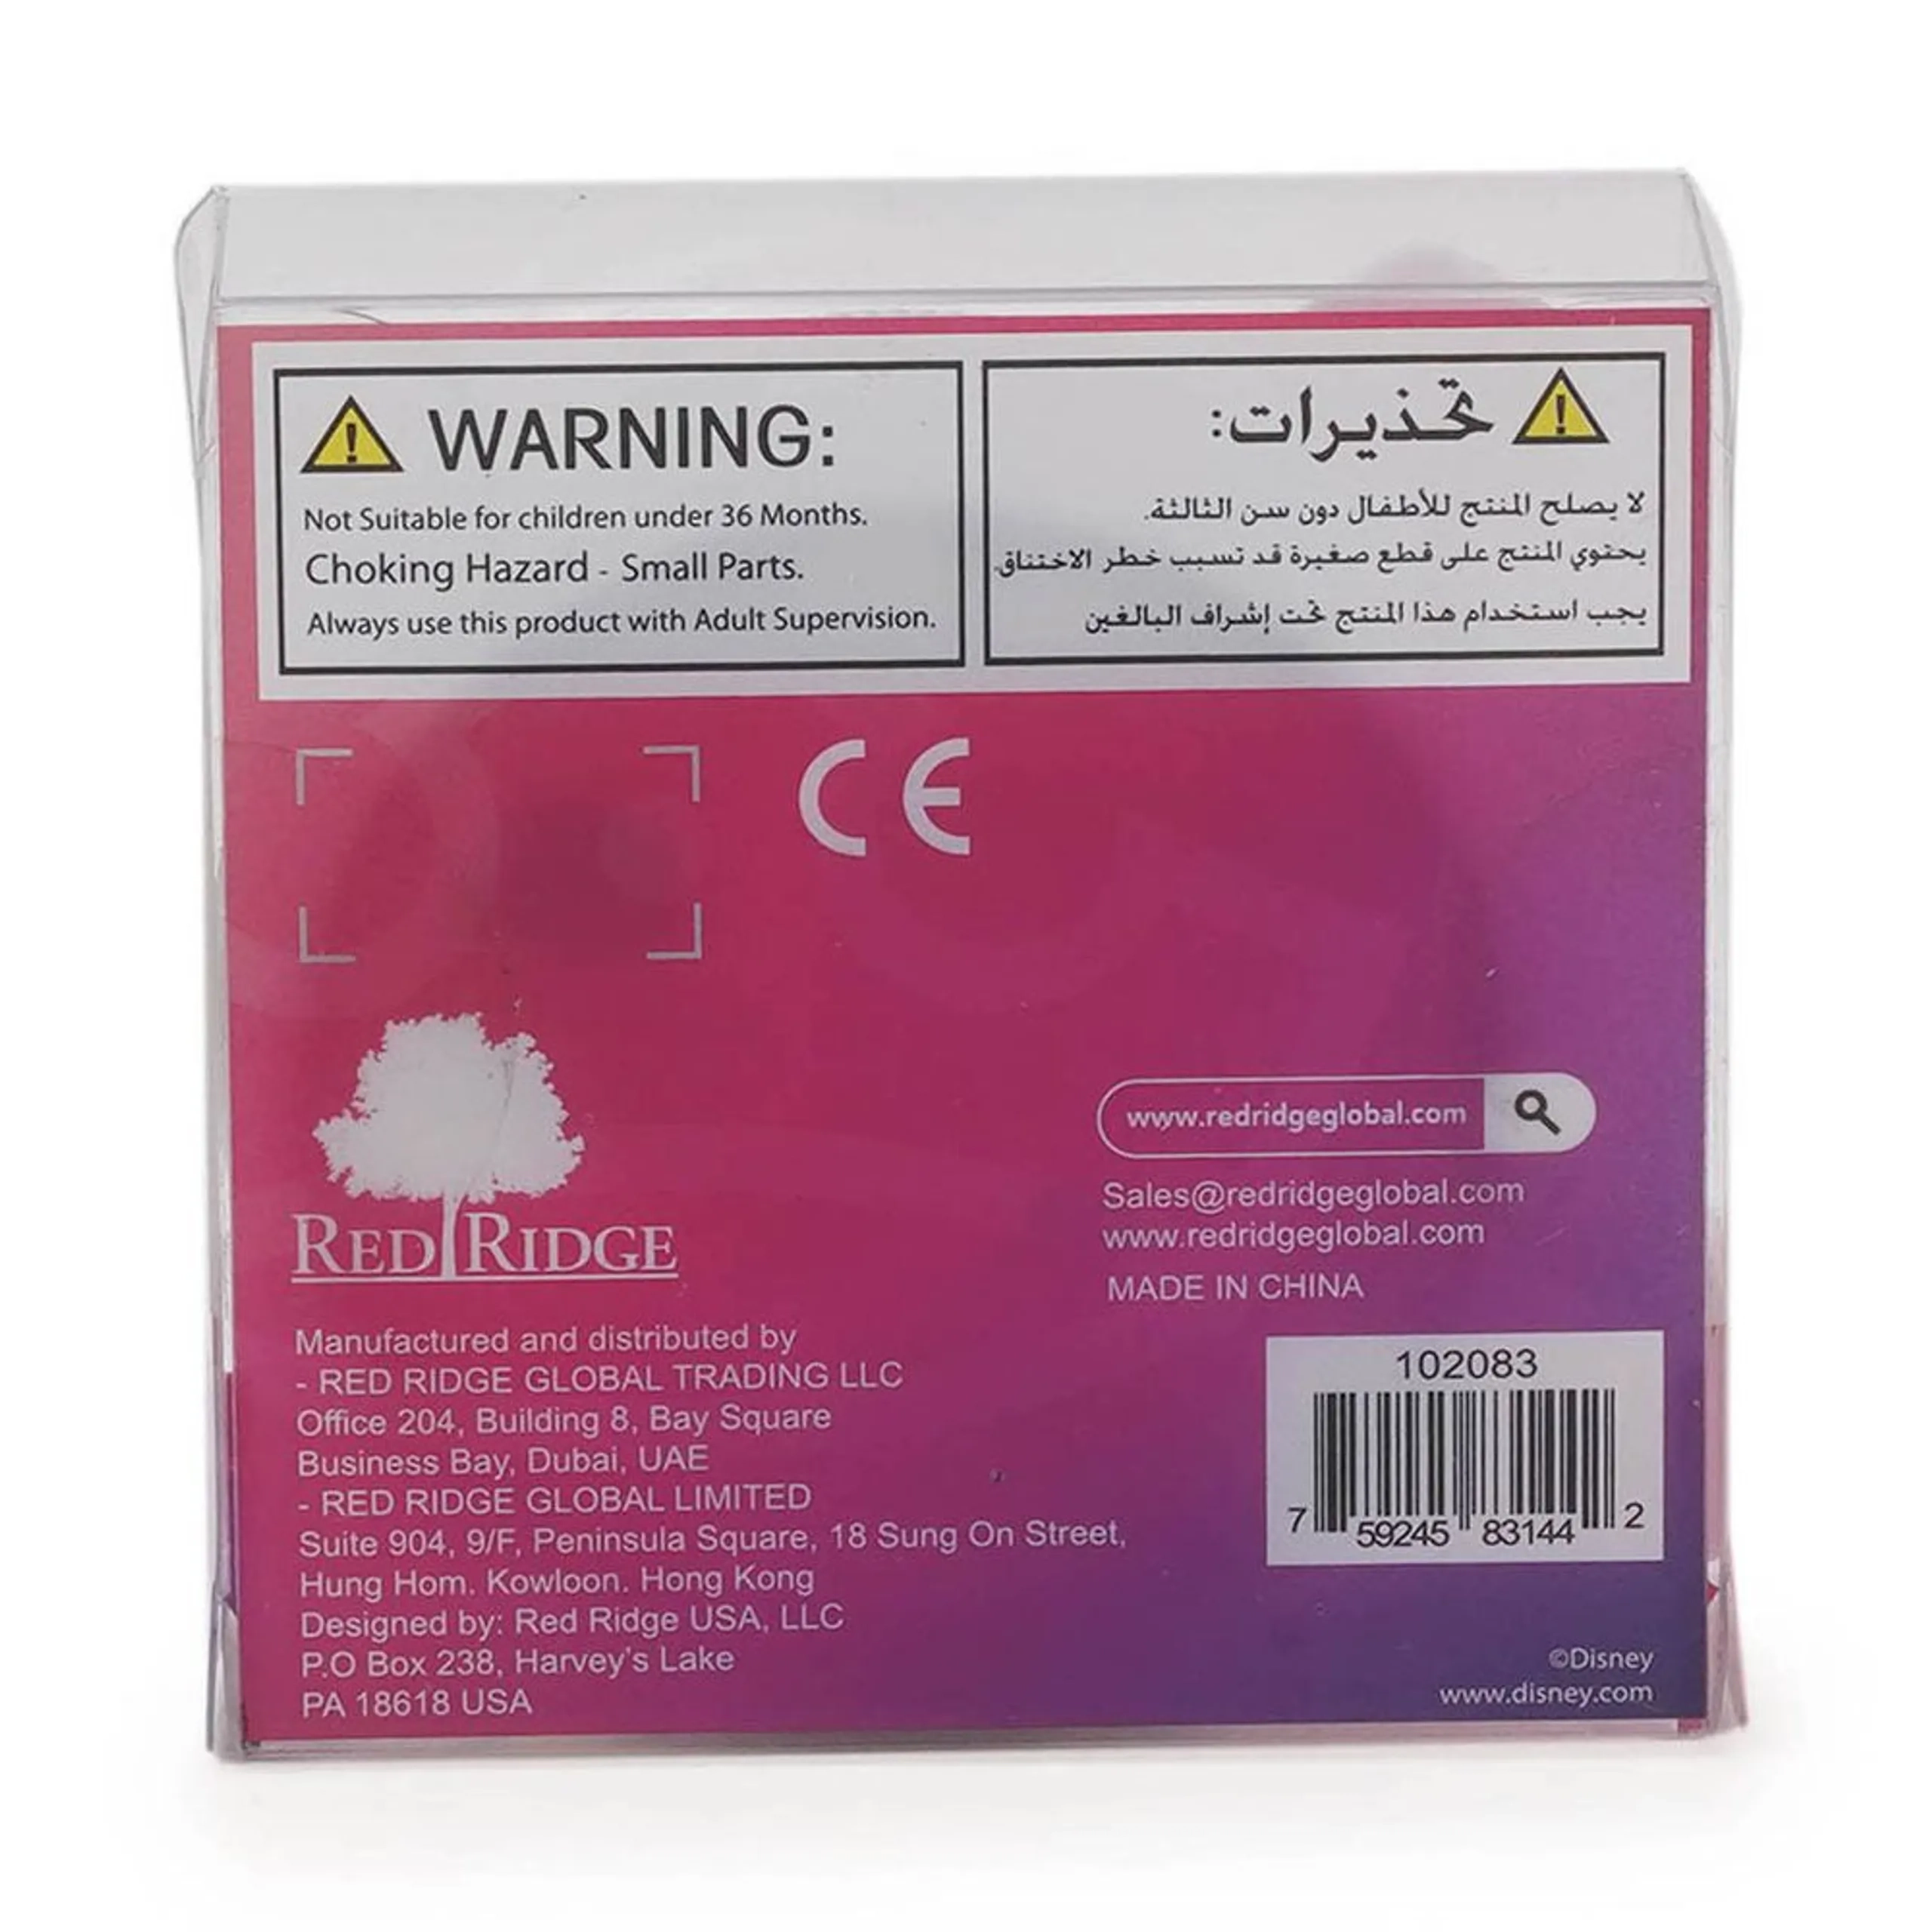 WARNING:
Not Suitable for children under 36 Months.
Choking Hazard - Small Parts.
Always use this product with Adult Supervision.
تحذيرات:
لا يصلح المنتج للأطفال دون سن الثالثة.
يحتوي المنتج على قطع صغيرة قد تسبب خطر الاختناق.
يجب استخدام هذا المنتج تحت إشراف البالغين
CE
RED RIDGE
www.redridgeglobal.com
Sales@redridgeglobal.com
www.redridgeglobal.com
MADE IN CHINA
Manufactured and distributed by
- RED RIDGE GLOBAL TRADING LLC
Office 204, Building 8, Bay Square
Business Bay, Dubai, UAE
- RED RIDGE GLOBAL LIMITED
Suite 904, 9/F, Peninsula Square, 18 Sung On Street,
Hung Hom. Kowloon. Hong Kong
Designed by: Red Ridge USA, LLC
P.O Box 238, Harvey's Lake
PA 18618 USA
102083
7 59245 83144 2
©Disney
www.disney.com